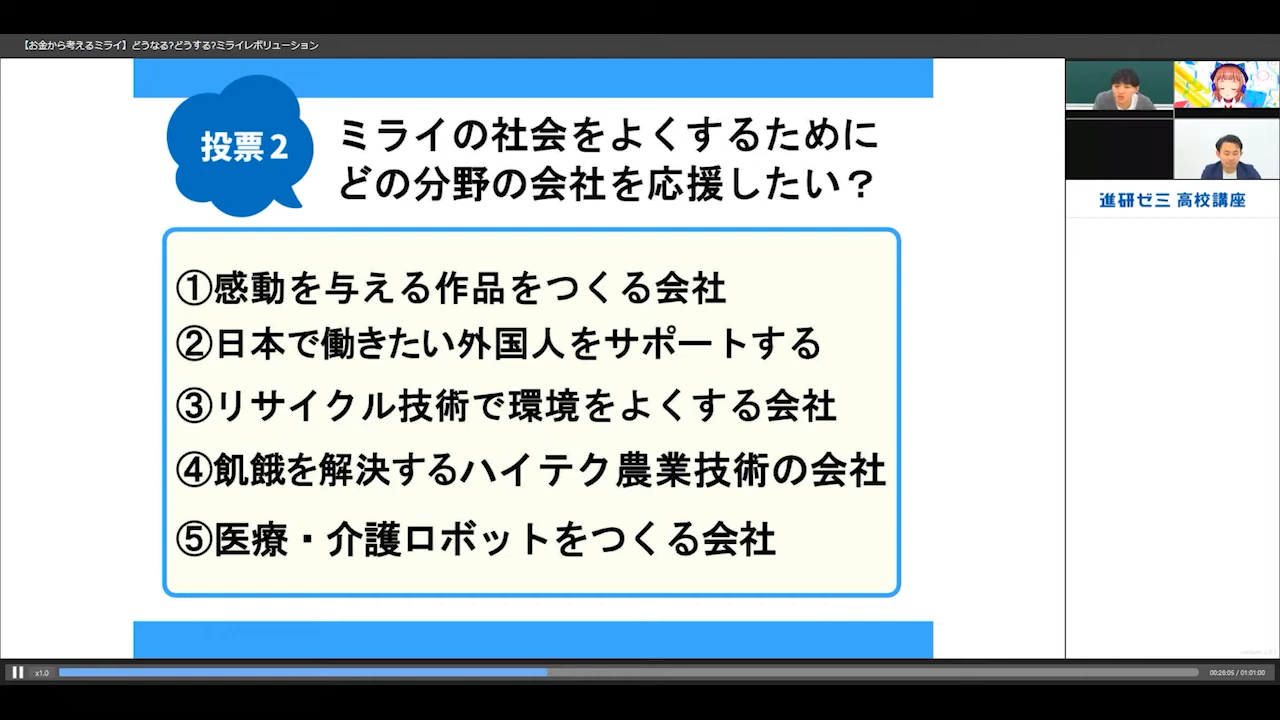 【お金から考えるミライ】どうなる?どうする?ミライレボリューション
投票2
ミライの社会をよくするために
どの分野の会社を応援したい？
①感動を与える作品をつくる会社
②日本で働きたい外国人をサポートする
③リサイクル技術で環境をよくする会社
④飢餓を解決するハイテク農業技術の会社
⑤医療・介護ロボットをつくる会社
進研ゼミ 高校講座
x1.0
00:26:05 / 01:01:00